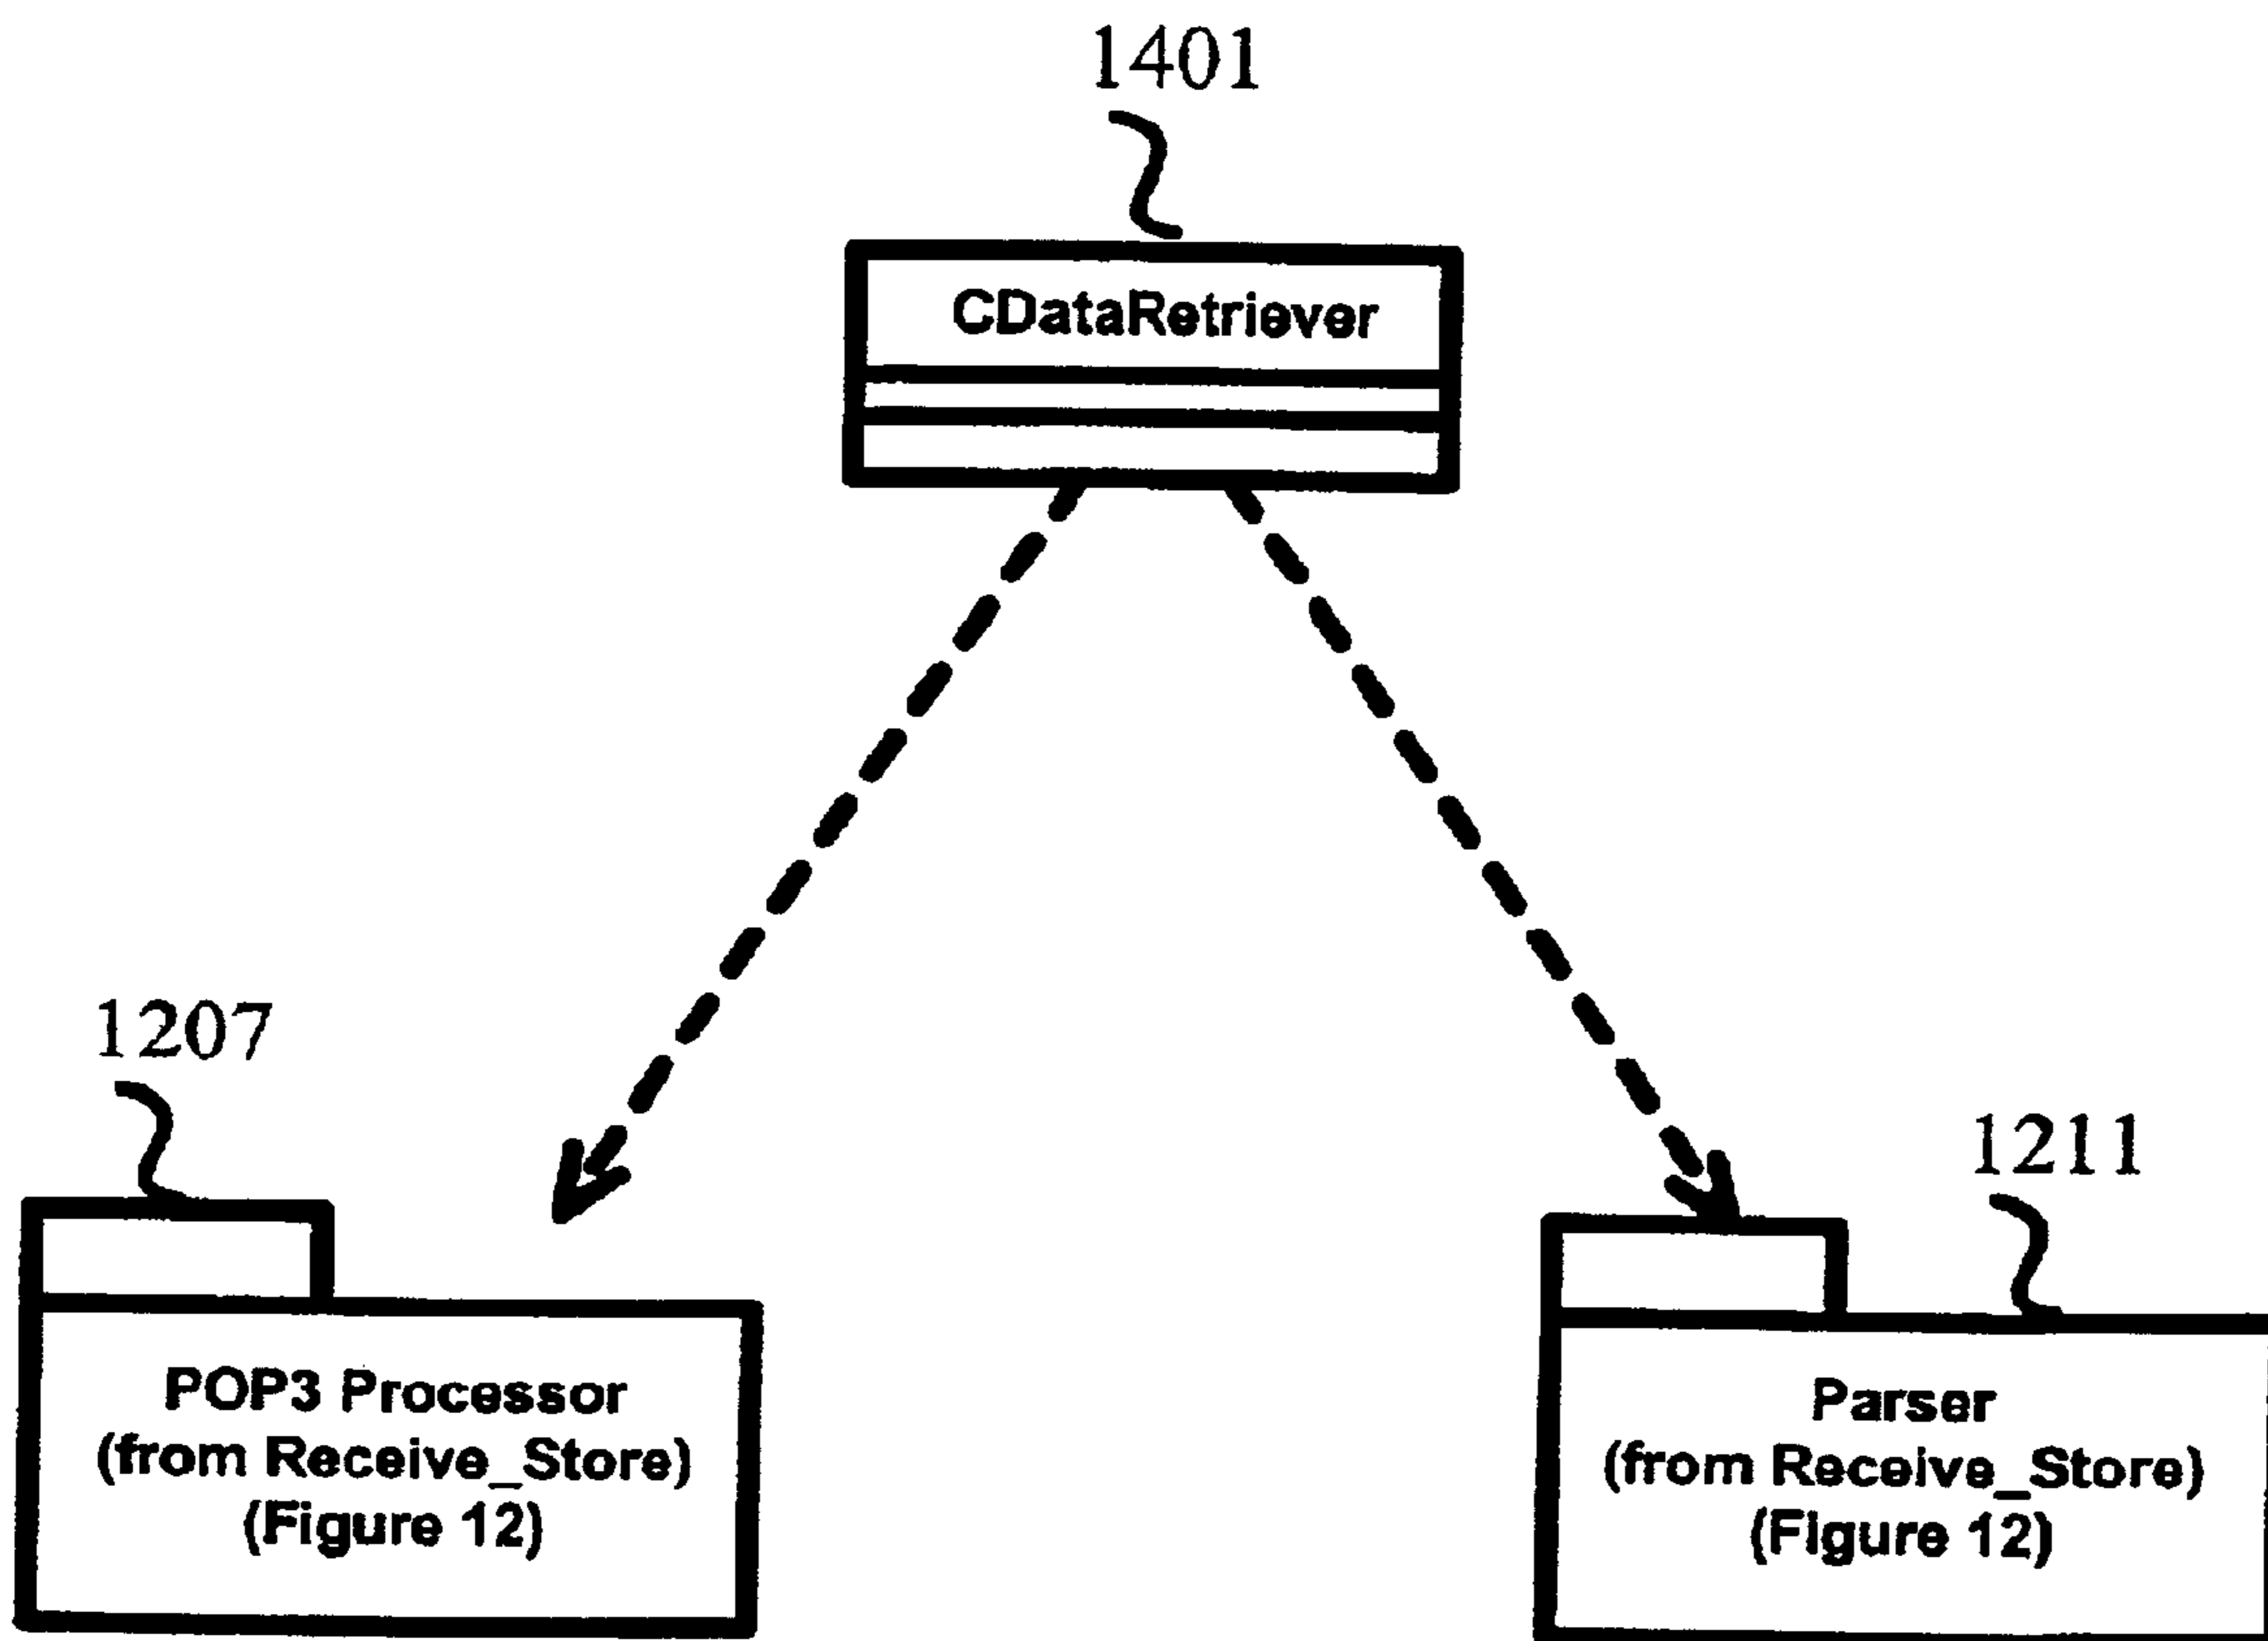 1401
CDataRetriever
1207
1211
POP3 Processor
(from Receive_Store)
(Figure 12)
Parser
(from Receive_Store)
(Figure 12)